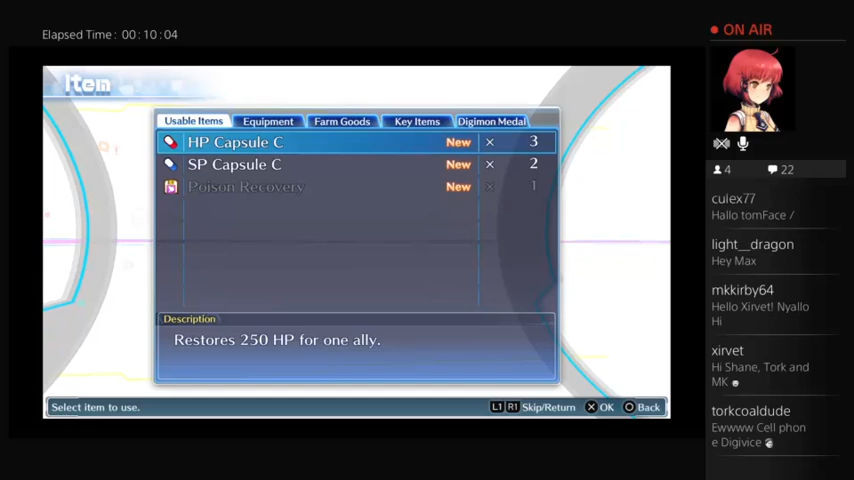 Elapsed Time: 00:10:04
ON AIR
Item
Usable Items Equipment Farm Goods Key Items Digimon Medal
HP Capsule C New × 3
SP Capsule C New × 2
Poison Recovery New × 1
Description
Restores 250 HP for one ally.
Select item to use. L1 R1 Skip/Return OK Back
4 22
culex77
Hallo tomFace /
light__dragon
Hey Max
mkkirby64
Hello Xirvet! Nyallo
Hi
xirvet
Hi Shane, Tork and
MK
torkcoaldude
Ewwww Cell phon
e Digivice